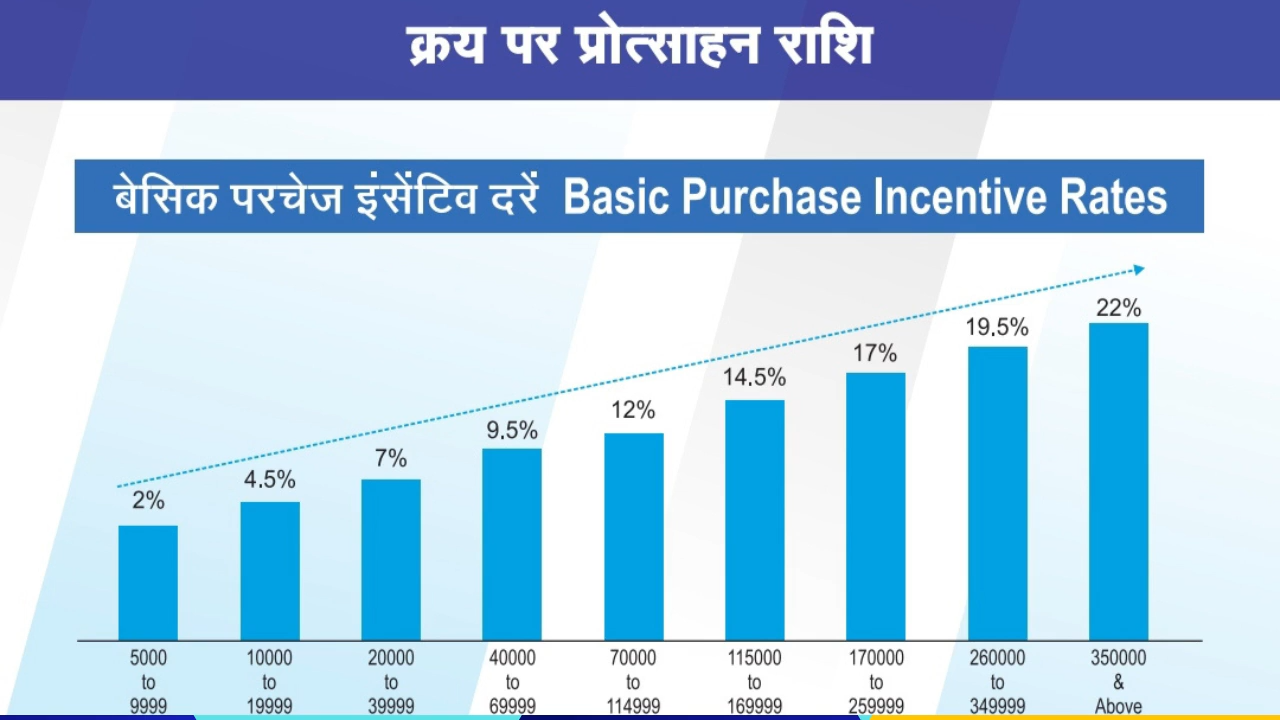 क्रय पर प्रोत्साहन राशि
बेसिक परचेज इंसेंटिव दरें Basic Purchase Incentive Rates
2%
4.5%
7%
9.5%
12%
14.5%
17%
19.5%
22%
5000 to 9999
10000 to 19999
20000 to 39999
40000 to 69999
70000 to 114999
115000 to 169999
170000 to 259999
260000 to 349999
350000 & Above